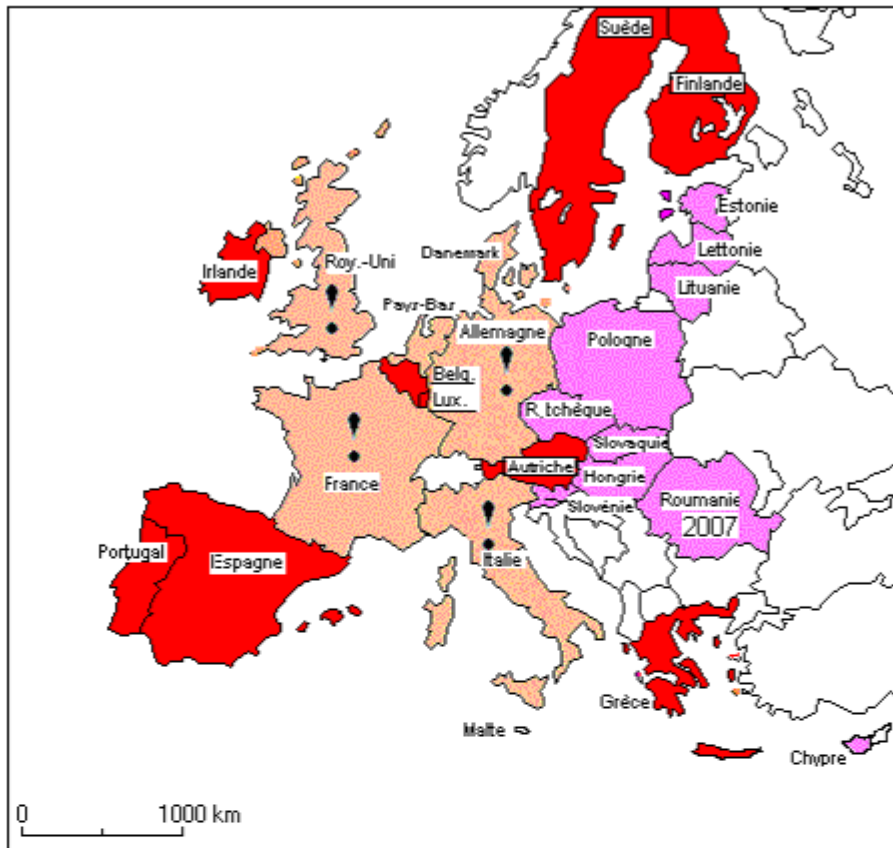 Suède
Finlande
Estonie
Lettonie
Lituanie
Irlande
Roy.-Uni
Danemark
Pays-Bas
Allemagne
Pologne
Belg.
Lux.
R. tchèque
Slovaquie
Autriche
Hongrie
Slovénie
Roumanie
2007
France
Italie
Portugal
Espagne
Grèce
Malte
Chypre
0 1000 km